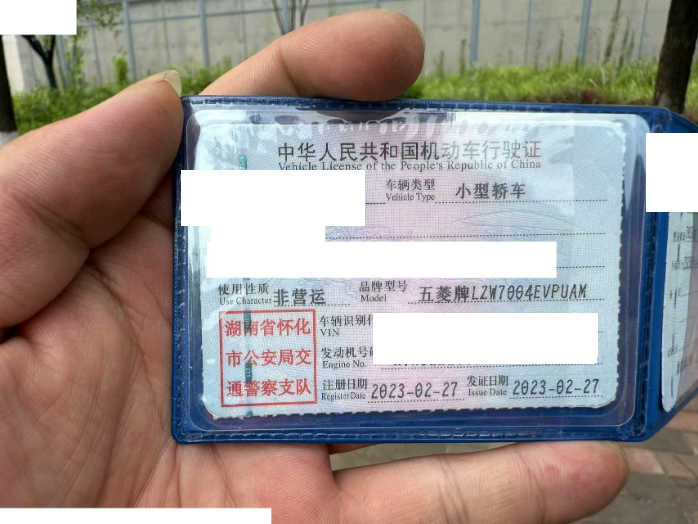 中华人民共和国机动车行驶证
Vehicle License of the People's Republic of China
车辆类型 小型轿车
Vehicle Type
使用性质 非营运 品牌型号 五菱牌LZW7004EVPUAM
Use Character Model
湖南省怀化
市公安局交
通警察支队
车辆识别
VIN
发动机号
Engine No.
注册日期 2023-02-27 发证日期 2023-02-27
Register Date Issue Date